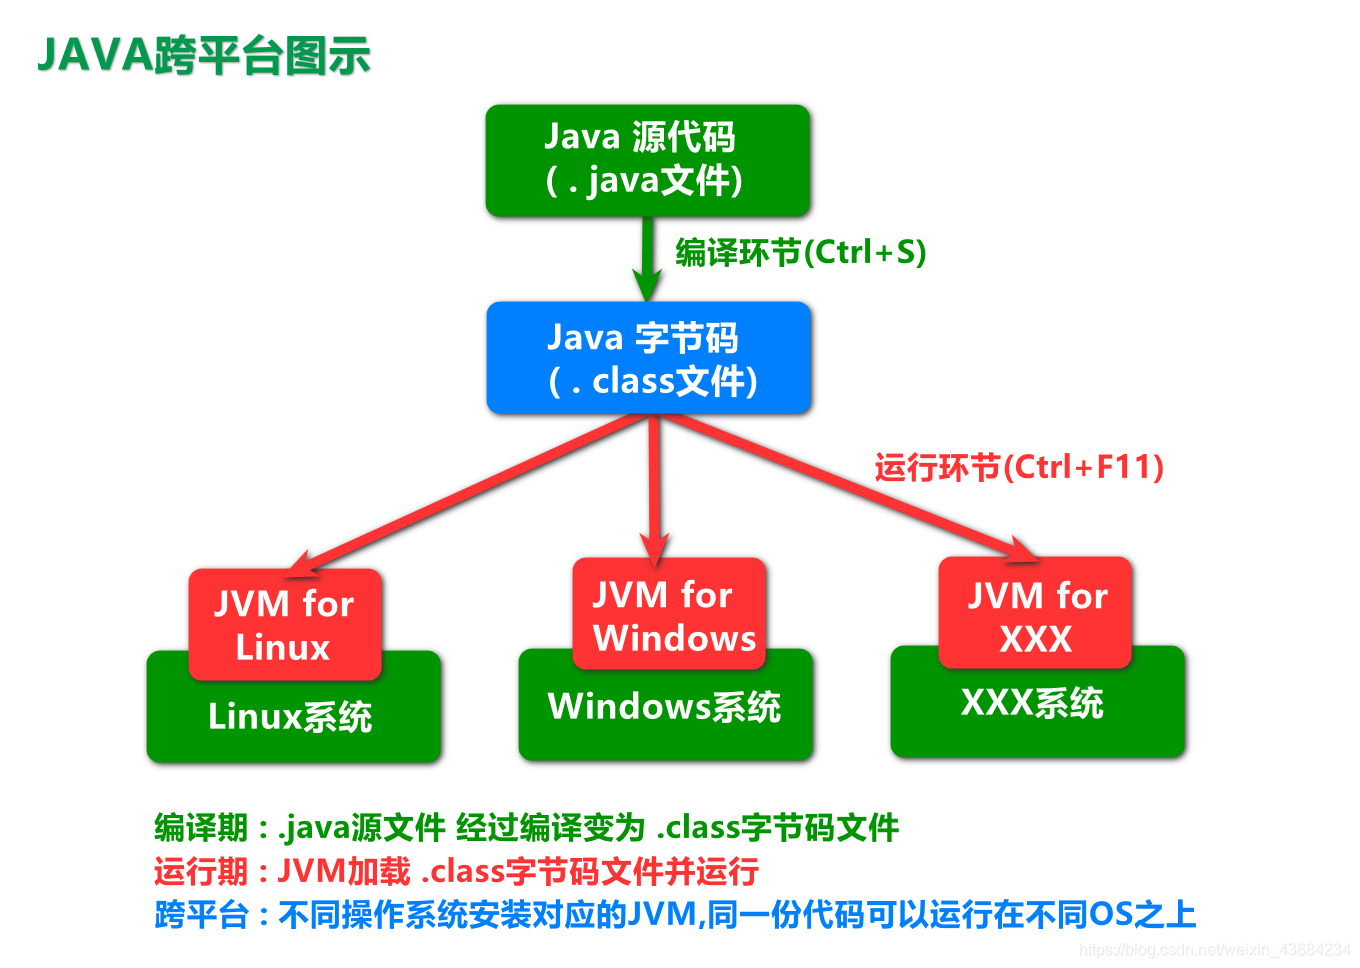 JAVA跨平台图示
Java 源代码
( . java文件)
编译环节(Ctrl+S)
Java 字节码
( . class文件)
运行环节(Ctrl+F11)
JVM for
Linux
Linux系统
JVM for
Windows
Windows系统
JVM for
XXX
XXX系统
编译期：.java源文件 经过编译变为 .class字节码文件
运行期：JVM加载 .class字节码文件并运行
跨平台：不同操作系统安装对应的JVM,同一份代码可以运行在不同OS之上
https://blog.csdn.net/weixin_43884234